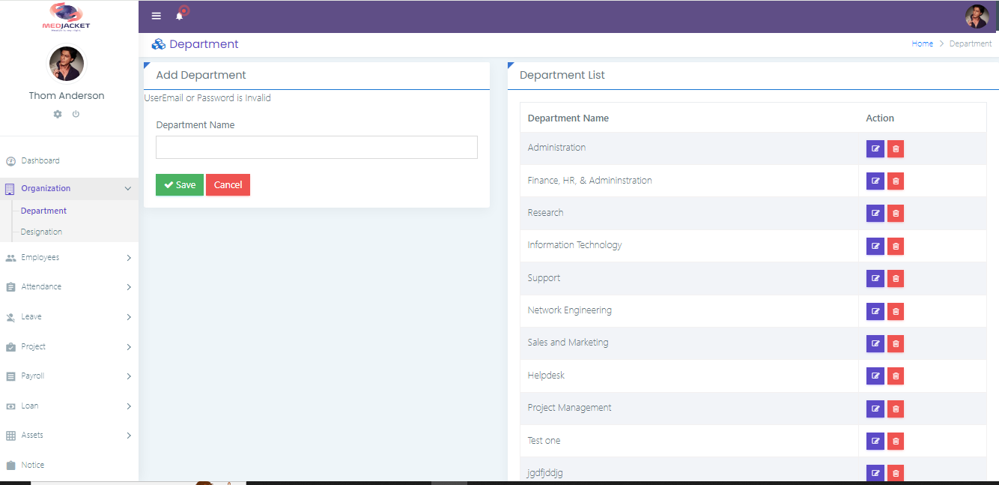 MEDJACKET
Thom Anderson
Dashboard
Organization
Department
Designation
Employees
Attendance
Leave
Project
Payroll
Loan
Assets
Notice
Department
Home > Department
Add Department
UserEmail or Password is Invalid
Department Name
Save Cancel
Department List
Department Name Action
Administration
Finance, HR, & Admininstration
Research
Information Technology
Support
Network Engineering
Sales and Marketing
Helpdesk
Project Management
Test one
jgdfjddjg